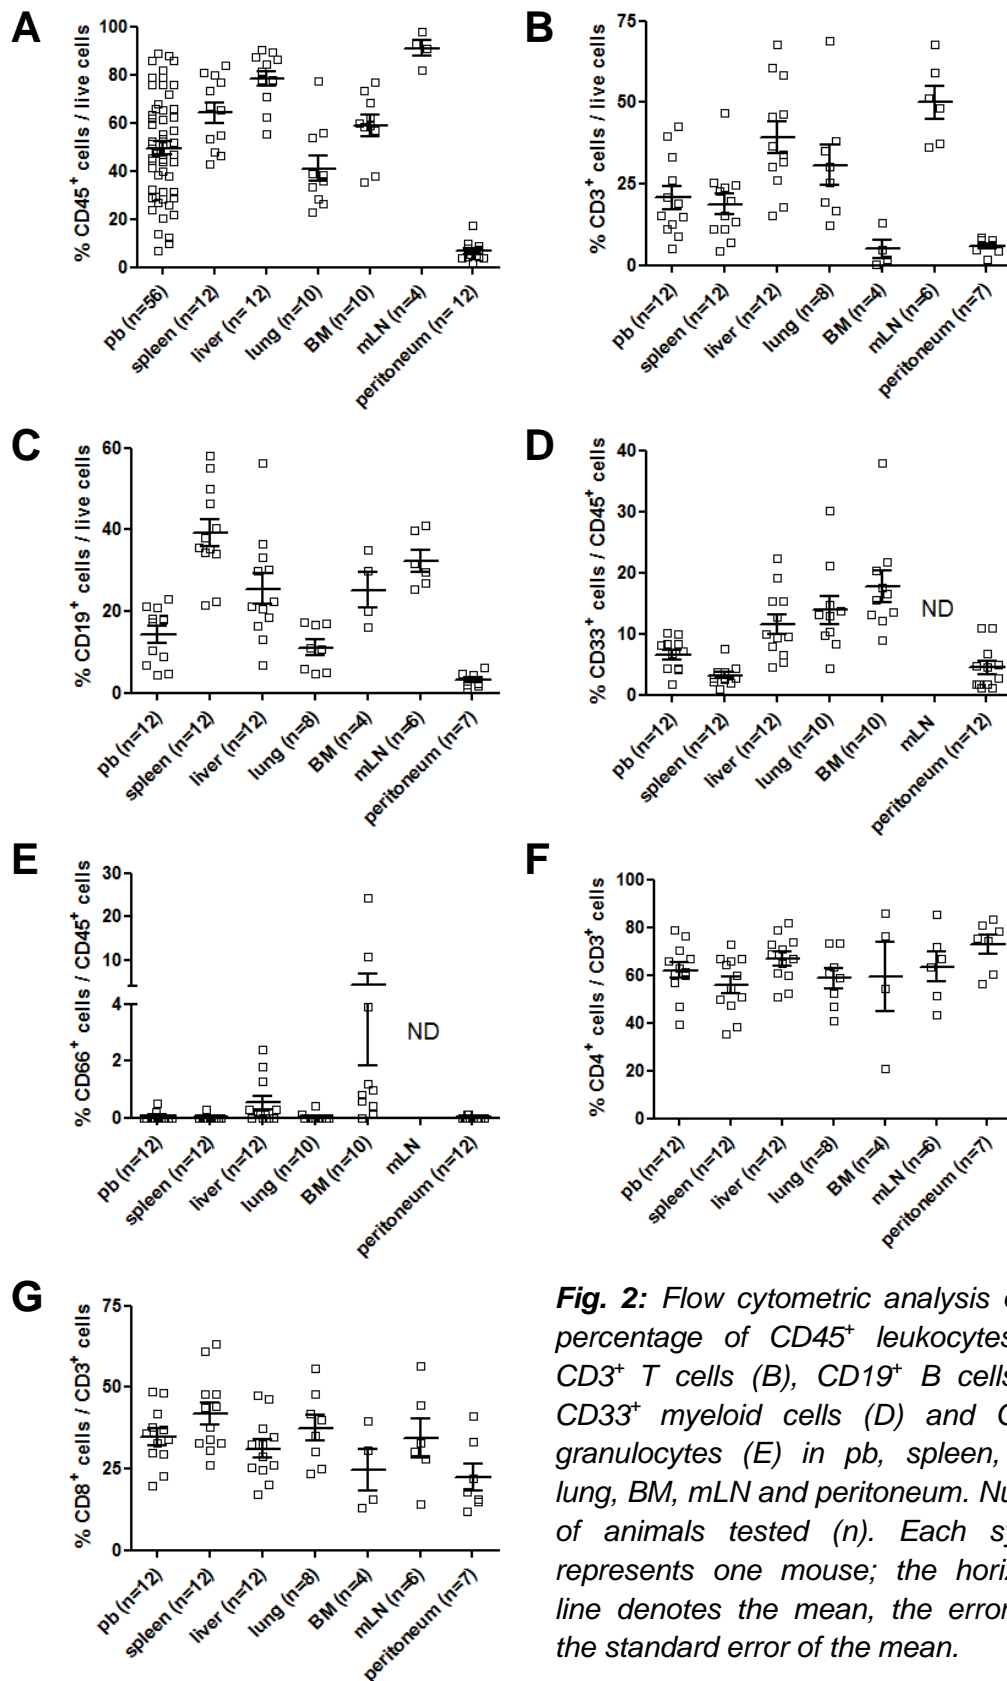 A
% CD45⁺ cells / live cells
100
80
60
40
20
0
pb (n=56)
spleen (n=12)
liver (n= 12)
lung (n=10)
BM (n=10)
mLN (n=4)
peritoneum (n= 12)
B
% CD3⁺ cells / live cells
75
50
25
0
pb (n=12)
spleen (n=12)
liver (n=12)
lung (n=8)
BM (n=4)
mLN (n=6)
peritoneum (n=7)
C
% CD19⁺ cells / live cells
60
40
20
0
pb (n=12)
spleen (n=12)
liver (n=12)
lung (n=8)
BM (n=4)
mLN (n=6)
peritoneum (n=7)
D
% CD33⁺ cells / CD45⁺ cells
40
30
20
10
0
ND
pb (n=12)
spleen (n=12)
liver (n=12)
lung (n=10)
BM (n=10)
mLN
peritoneum (n=12)
E
% CD66⁺ cells / CD45⁺ cells
30
20
10
4
2
0
ND
pb (n=12)
spleen (n=12)
liver (n=12)
lung (n=10)
BM (n=10)
mLN
peritoneum (n=12)
F
% CD4⁺ cells / CD3⁺ cells
100
80
60
40
20
0
pb (n=12)
spleen (n=12)
liver (n=12)
lung (n=8)
BM (n=4)
mLN (n=6)
peritoneum (n=7)
G
% CD8⁺ cells / CD3⁺ cells
75
50
25
0
pb (n=12)
spleen (n=12)
liver (n=12)
lung (n=8)
BM (n=4)
mLN (n=6)
peritoneum (n=7)
Fig. 2: Flow cytometric analysis
percentage of CD45⁺ leukocytes
CD3⁺ T cells (B), CD19⁺ B cells
CD33⁺ myeloid cells (D) and
granulocytes (E) in pb, spleen,
lung, BM, mLN and peritoneum.
of animals tested (n). Each
represents one mouse; the
line denotes the mean, the error
the standard error of the mean.